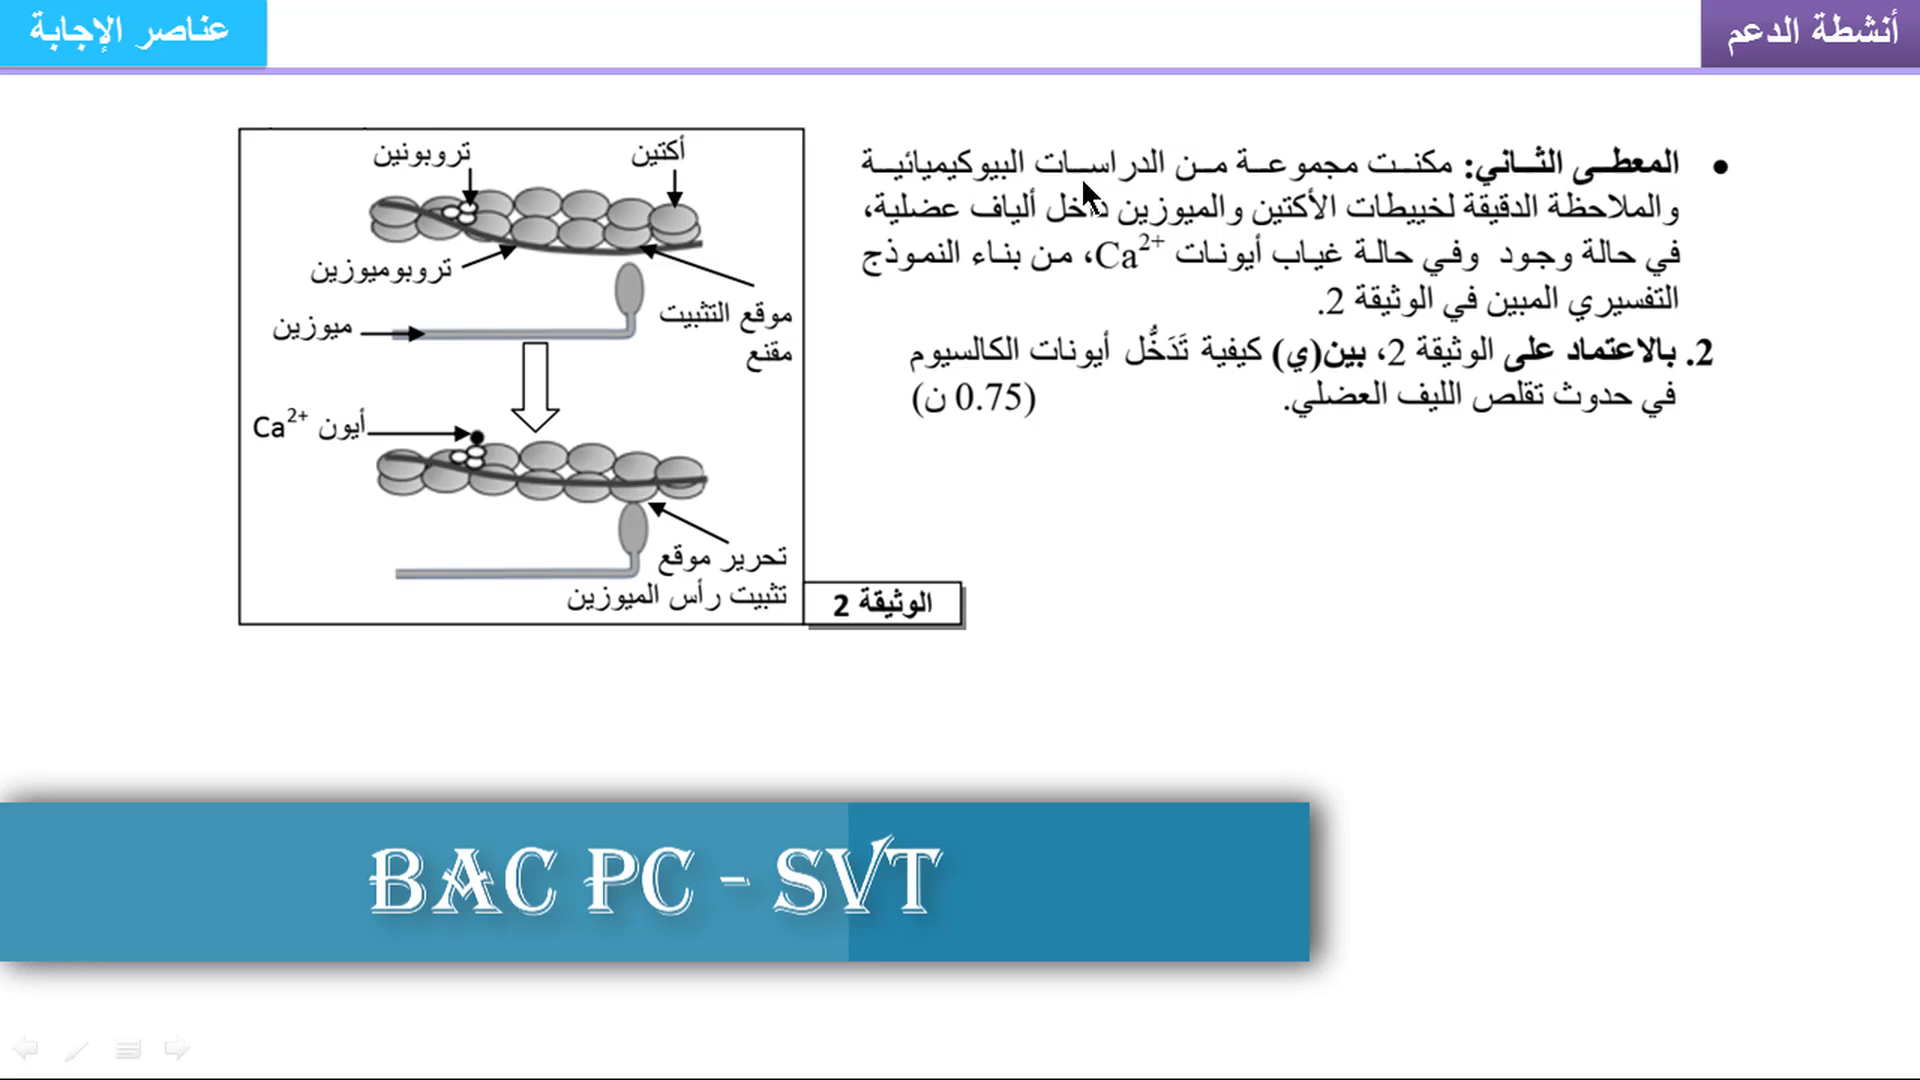 أنشطة الدعم
عناصر الإجابة
• المعطى الثاني: مكنت مجموعة من الدراسات البيوكيميائية
والملاحظة الدقيقة لخييطات الأكتين والميوزين داخل ألياف عضلية،
في حالة وجود وفي حالة غياب أيونات Ca²⁺، من بناء النموذج
التفسيري المبين في الوثيقة 2.
2. بالاعتماد على الوثيقة 2، بين(ي) كيفية تَدَخُّل أيونات الكالسيوم
في حدوث تقلص الليف العضلي. (0.75 ن)
أكتين
تروبونين
تروبوميوزين
موقع التثبيت
مقنع
ميوزين
أيون Ca²⁺
تحرير موقع
تثبيت رأس الميوزين
الوثيقة 2
BAC PC - SVT